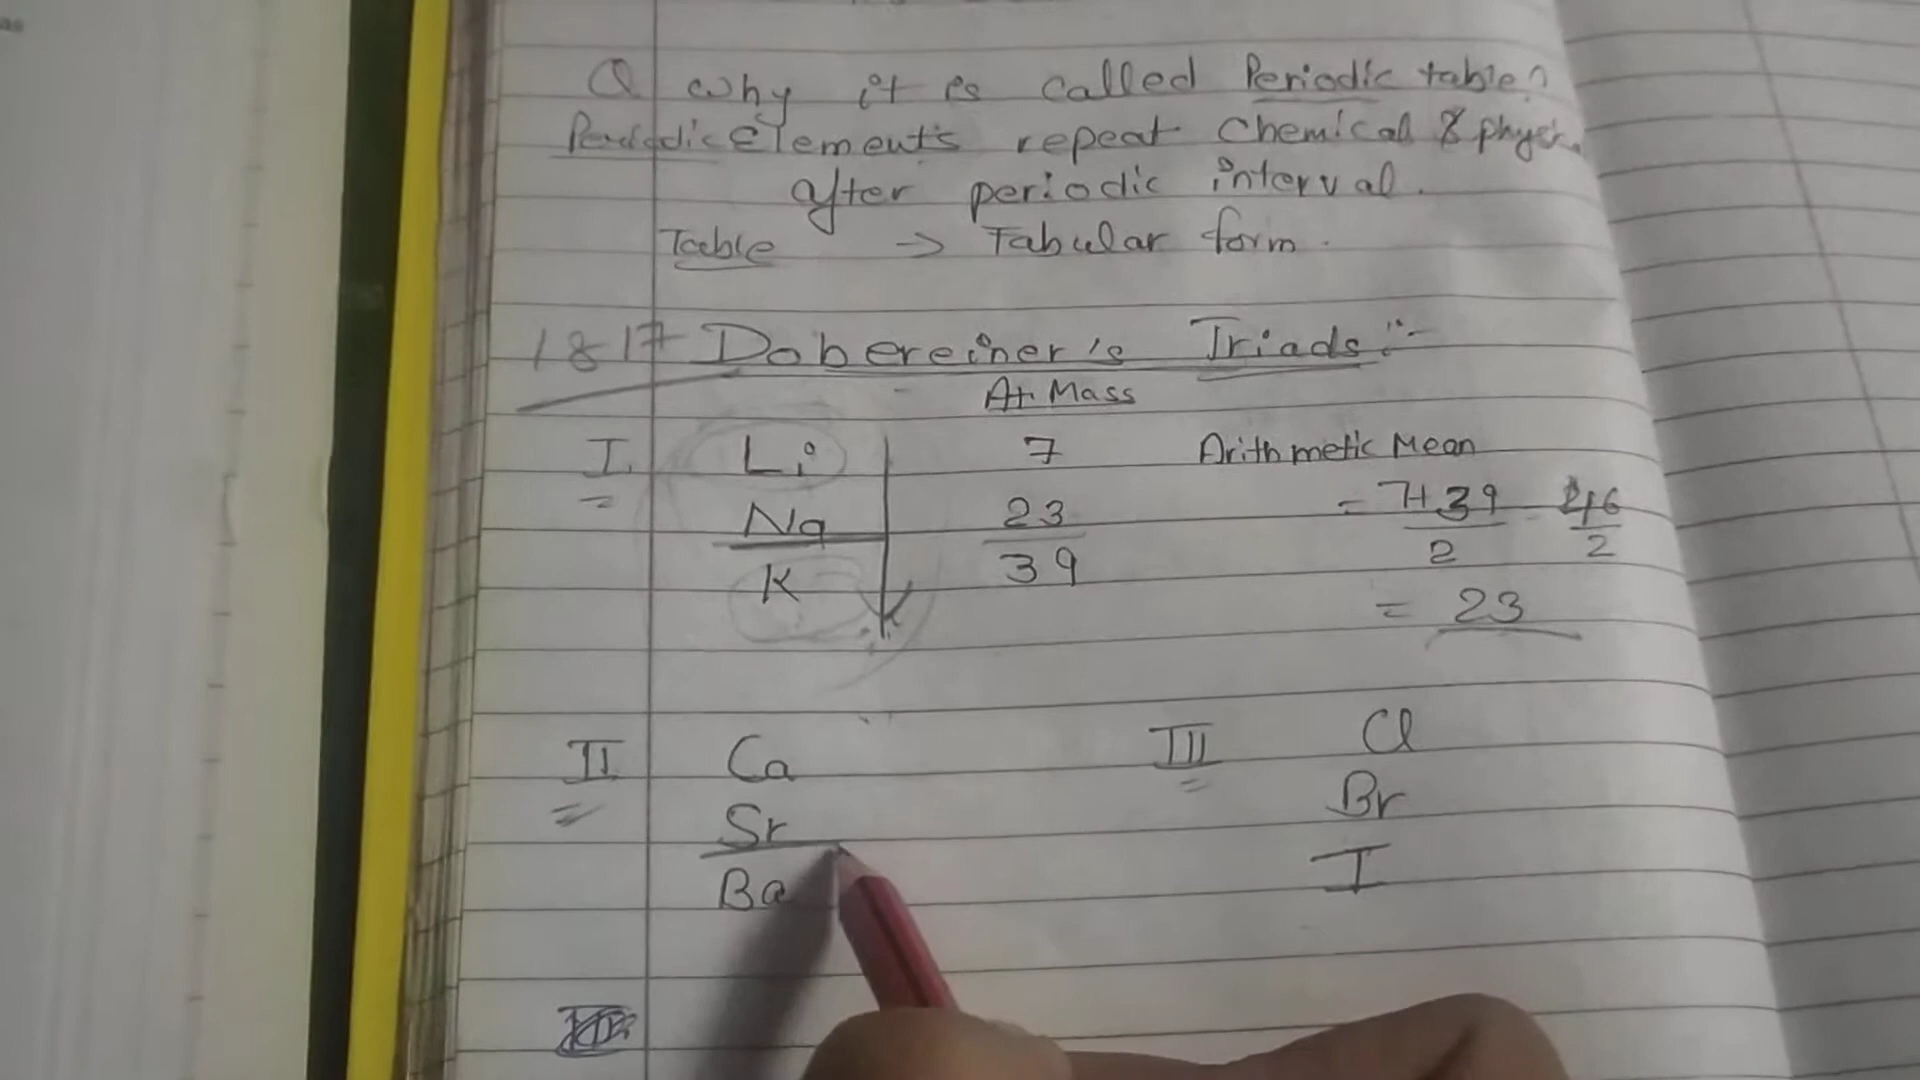 Q why it is called Periodic table?
Periodic Elements repeat Chemical & physic
after periodic interval.
Table → Tabular form.
1817 Dobereiner's Triads :-
At. Mass
I. Li 7 Arithmetic Mean
Na 23 = 7+39 46
2 2
K 39
= 23
II Ca III Cl
Sr Br
Ba I